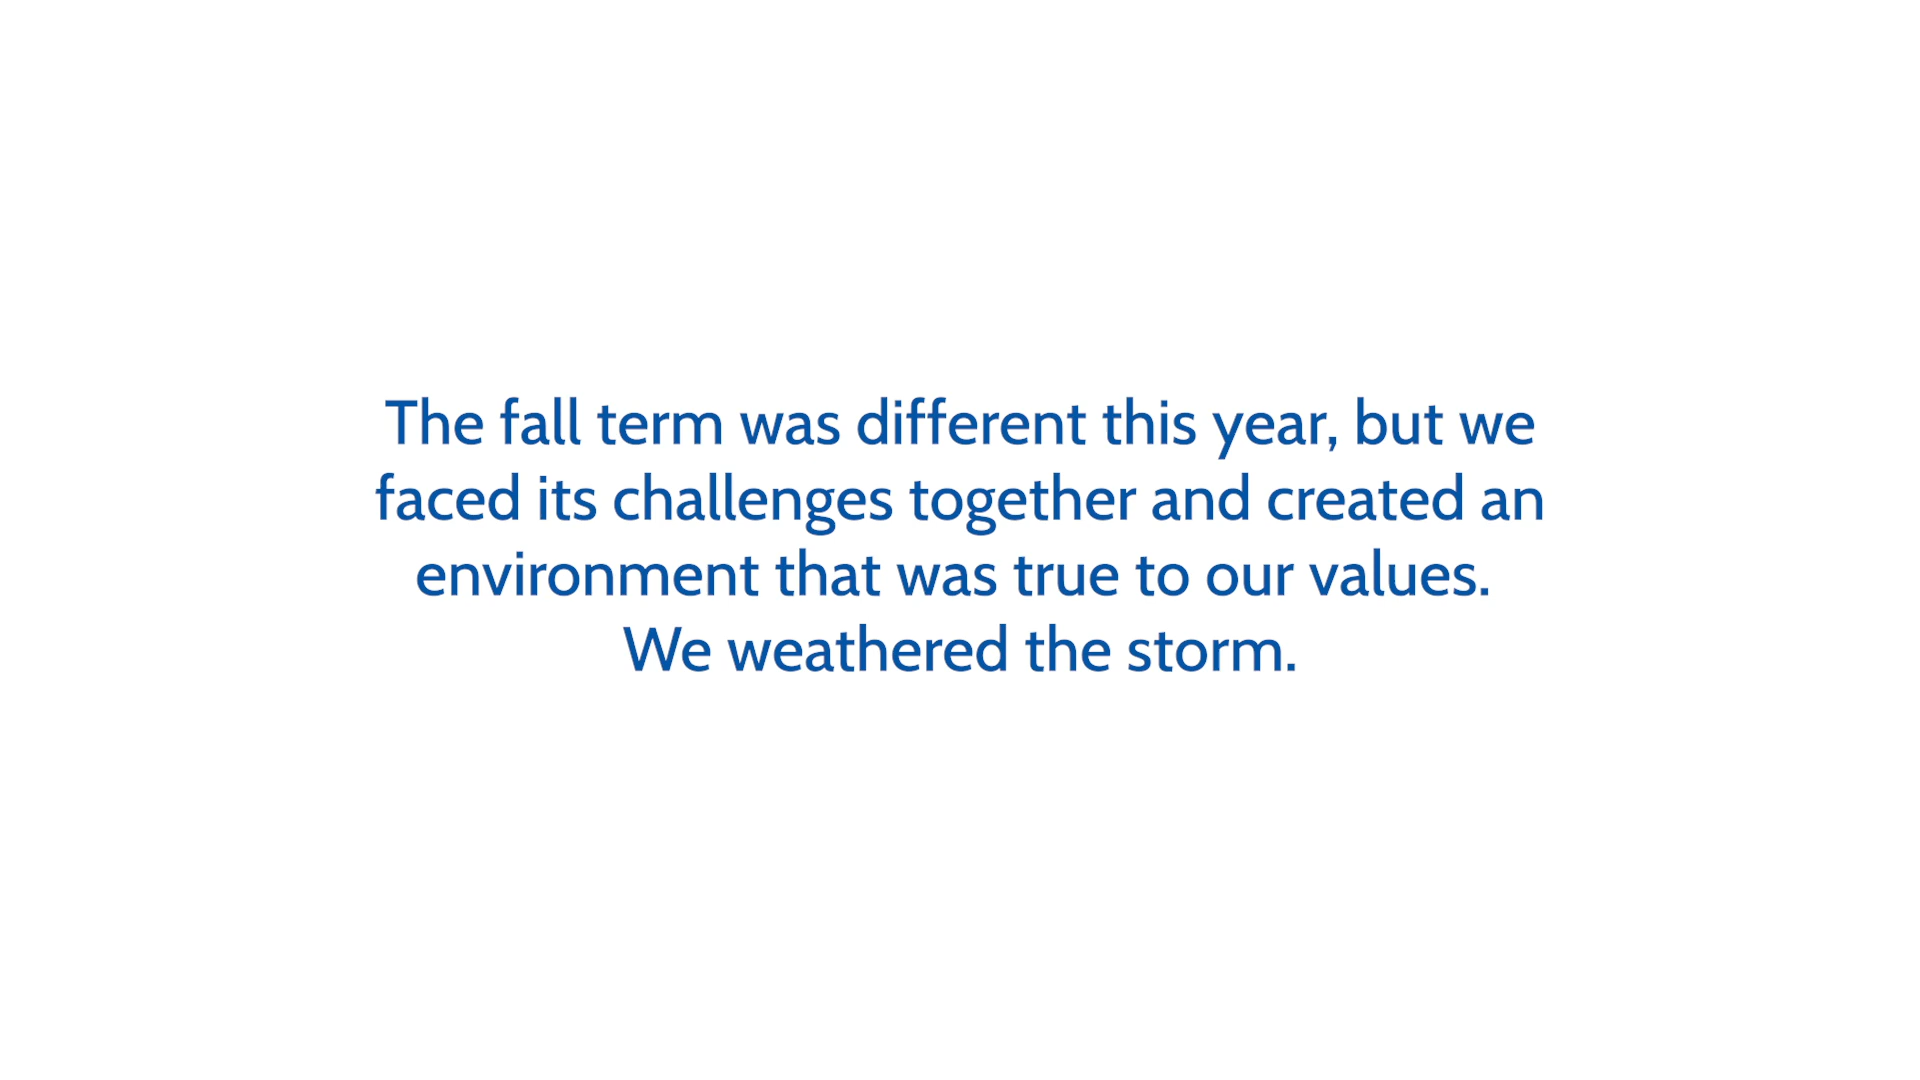 The fall term was different this year, but we
faced its challenges together and created an
environment that was true to our values.
We weathered the storm.